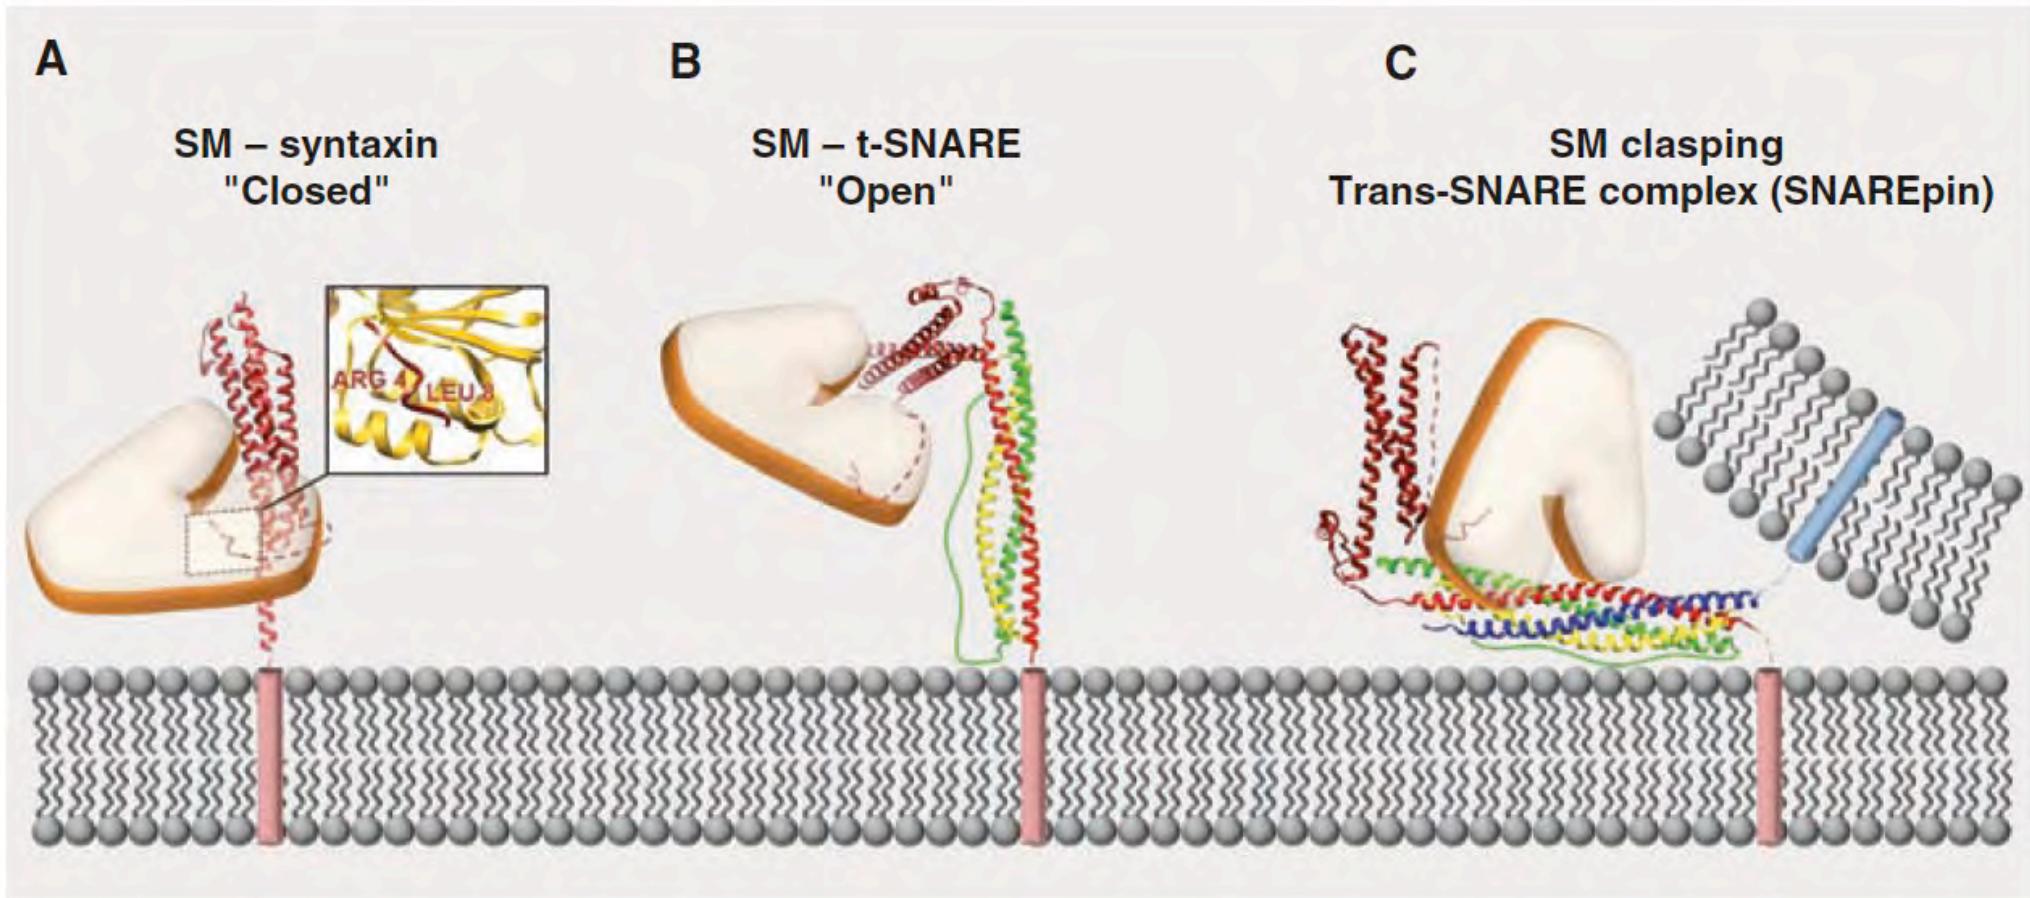 A
SM – syntaxin
"Closed"
ARG 4
LEU 8
B
SM – t-SNARE
"Open"
C
SM clasping
Trans-SNARE complex (SNAREpin)